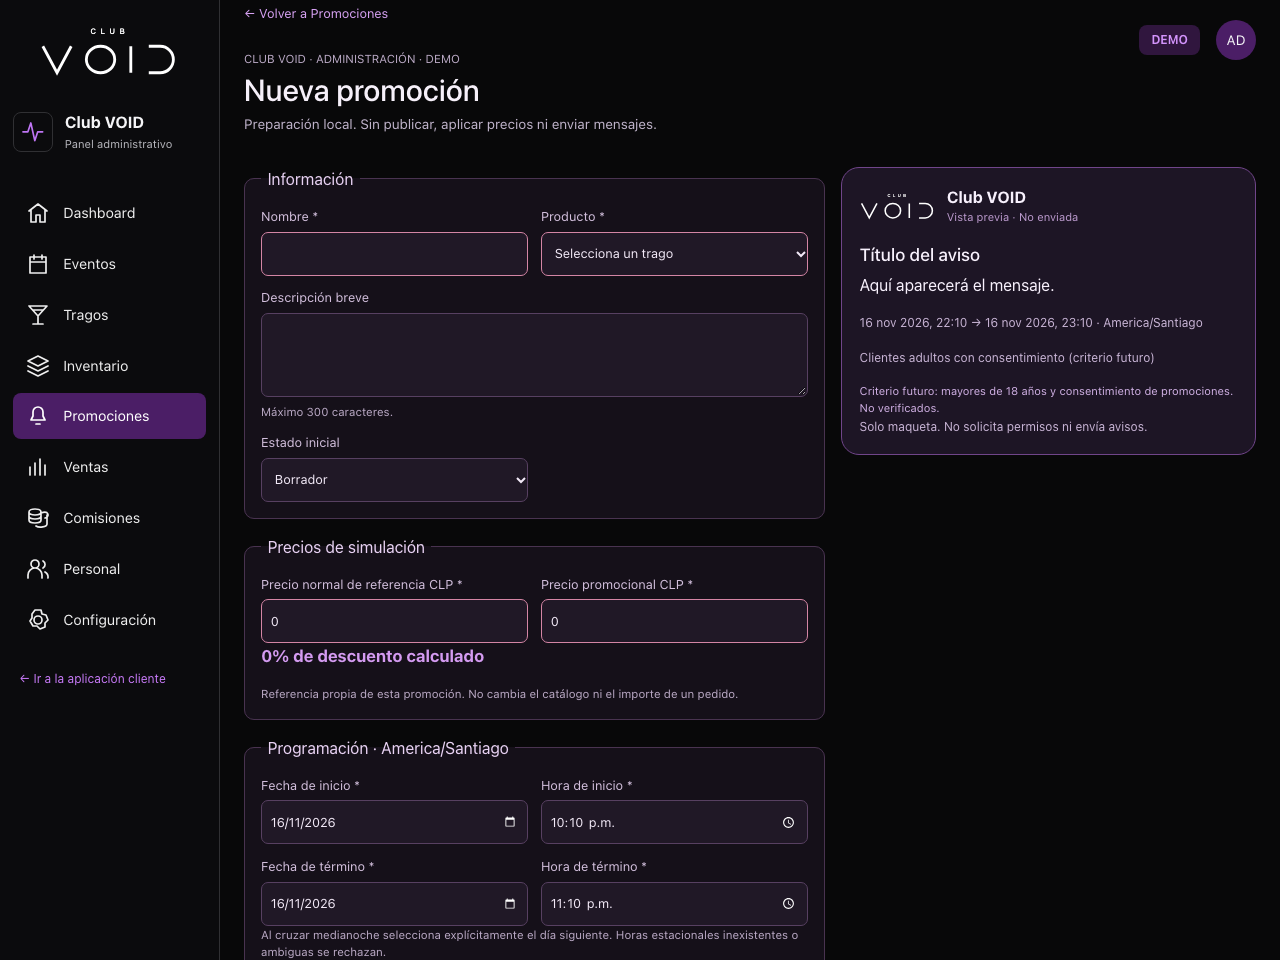 CLUB
VOID
Club VOID
Panel administrativo
Dashboard
Eventos
Tragos
Inventario
Promociones
Ventas
Comisiones
Personal
Configuración
← Ir a la aplicación cliente
← Volver a Promociones
DEMO
AD
CLUB VOID · ADMINISTRACIÓN · DEMO
Nueva promoción
Preparación local. Sin publicar, aplicar precios ni enviar mensajes.
Información
Nombre *
Producto *
Selecciona un trago
Descripción breve
Máximo 300 caracteres.
Estado inicial
Borrador
Precios de simulación
Precio normal de referencia CLP *
Precio promocional CLP *
0
0
0% de descuento calculado
Referencia propia de esta promoción. No cambia el catálogo ni el importe de un pedido.
Programación · America/Santiago
Fecha de inicio *
Hora de inicio *
16/11/2026
10:10 p.m.
Fecha de término *
Hora de término *
16/11/2026
11:10 p.m.
Al cruzar medianoche selecciona explícitamente el día siguiente. Horas estacionales inexistentes o
ambiguas se rechazan.
CLUB
VOID
Club VOID
Vista previa · No enviada
Título del aviso
Aquí aparecerá el mensaje.
16 nov 2026, 22:10 → 16 nov 2026, 23:10 · America/Santiago
Clientes adultos con consentimiento (criterio futuro)
Criterio futuro: mayores de 18 años y consentimiento de promociones.
No verificados.
Solo maqueta. No solicita permisos ni envía avisos.